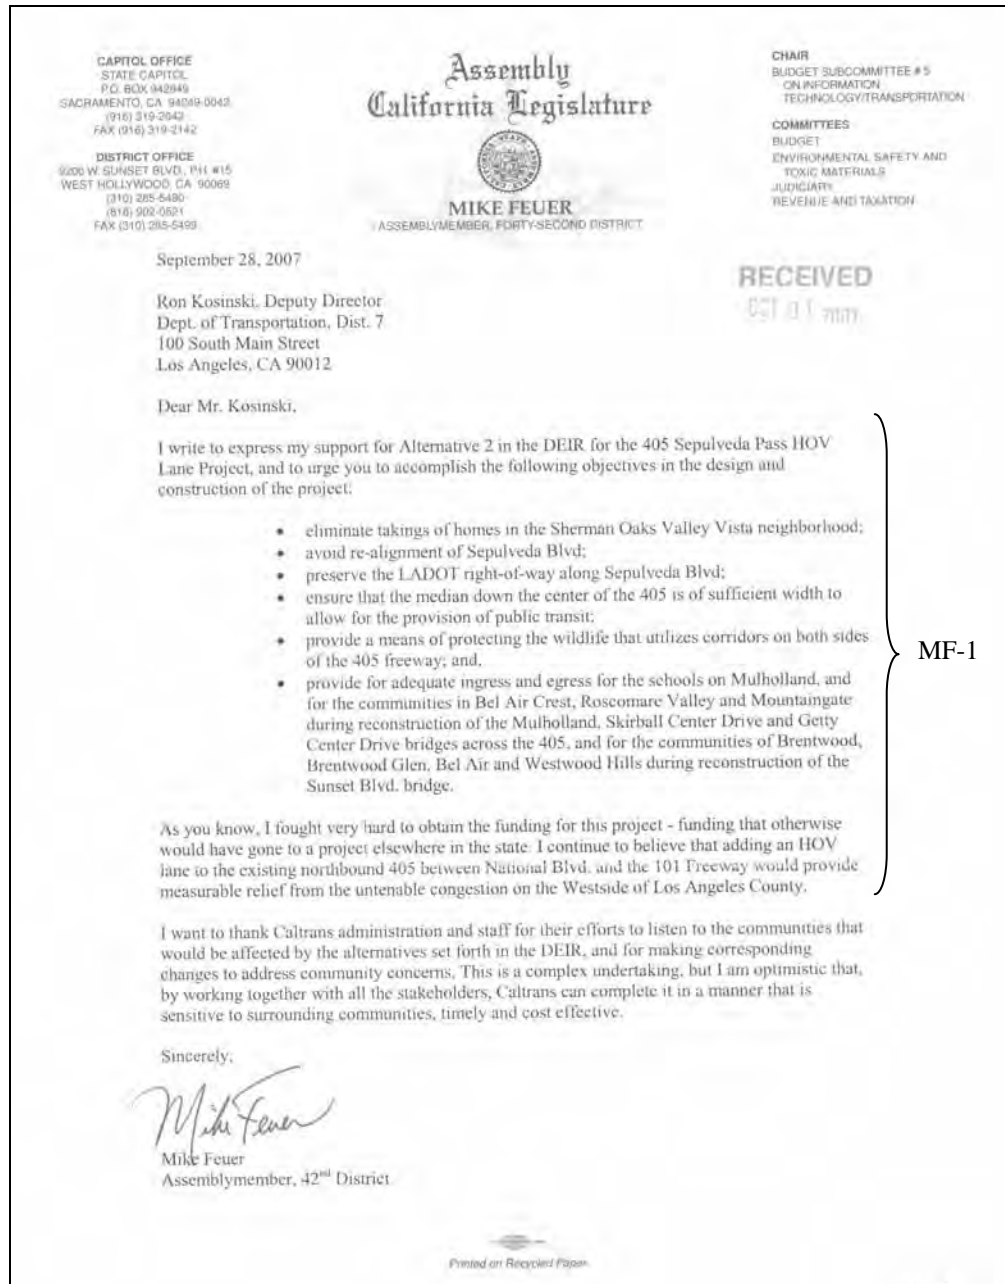 CAPITOL OFFICE
STATE CAPITOL
P.O. BOX 942849
SACRAMENTO, CA 94249-0042
(916) 319-2042
FAX (916) 319-2142
DISTRICT OFFICE
9200 W. SUNSET BLVD., PH #15
WEST HOLLYWOOD, CA 90069
(310) 285-5490
(818) 902-0521
FAX (310) 285-5499
Assembly
California Legislature
MIKE FEUER
ASSEMBLYMEMBER, FORTY-SECOND DISTRICT
CHAIR
BUDGET SUBCOMMITTEE # 5
ON INFORMATION
TECHNOLOGY/TRANSPORTATION
COMMITTEES
BUDGET
ENVIRONMENTAL SAFETY AND
TOXIC MATERIALS
JUDICIARY
REVENUE AND TAXATION
RECEIVED
OCT 01
September 28, 2007
Ron Kosinski, Deputy Director
Dept. of Transportation, Dist. 7
100 South Main Street
Los Angeles, CA 90012
Dear Mr. Kosinski,
I write to express my support for Alternative 2 in the DEIR for the 405 Sepulveda Pass HOV
Lane Project, and to urge you to accomplish the following objectives in the design and
construction of the project:
• eliminate takings of homes in the Sherman Oaks Valley Vista neighborhood;
• avoid re-alignment of Sepulveda Blvd;
• preserve the LADOT right-of-way along Sepulveda Blvd;
• ensure that the median down the center of the 405 is of sufficient width to
allow for the provision of public transit;
• provide a means of protecting the wildlife that utilizes corridors on both sides
of the 405 freeway; and,
• provide for adequate ingress and egress for the schools on Mulholland, and
for the communities in Bel Air Crest, Roscomare Valley and Mountaingate
during reconstruction of the Mulholland, Skirball Center Drive and Getty
Center Drive bridges across the 405, and for the communities of Brentwood,
Brentwood Glen, Bel Air and Westwood Hills during reconstruction of the
Sunset Blvd. bridge.
MF-1
As you know, I fought very hard to obtain the funding for this project - funding that otherwise
would have gone to a project elsewhere in the state. I continue to believe that adding an HOV
lane to the existing northbound 405 between National Blvd. and the 101 Freeway would provide
measurable relief from the untenable congestion on the Westside of Los Angeles County.
I want to thank Caltrans administration and staff for their efforts to listen to the communities that
would be affected by the alternatives set forth in the DEIR, and for making corresponding
changes to address community concerns. This is a complex undertaking, but I am optimistic that,
by working together with all the stakeholders, Caltrans can complete it in a manner that is
sensitive to surrounding communities, timely and cost effective.
Sincerely,
Mike Feuer
Mike Feuer
Assemblymember, 42nd District
Printed on Recycled Paper